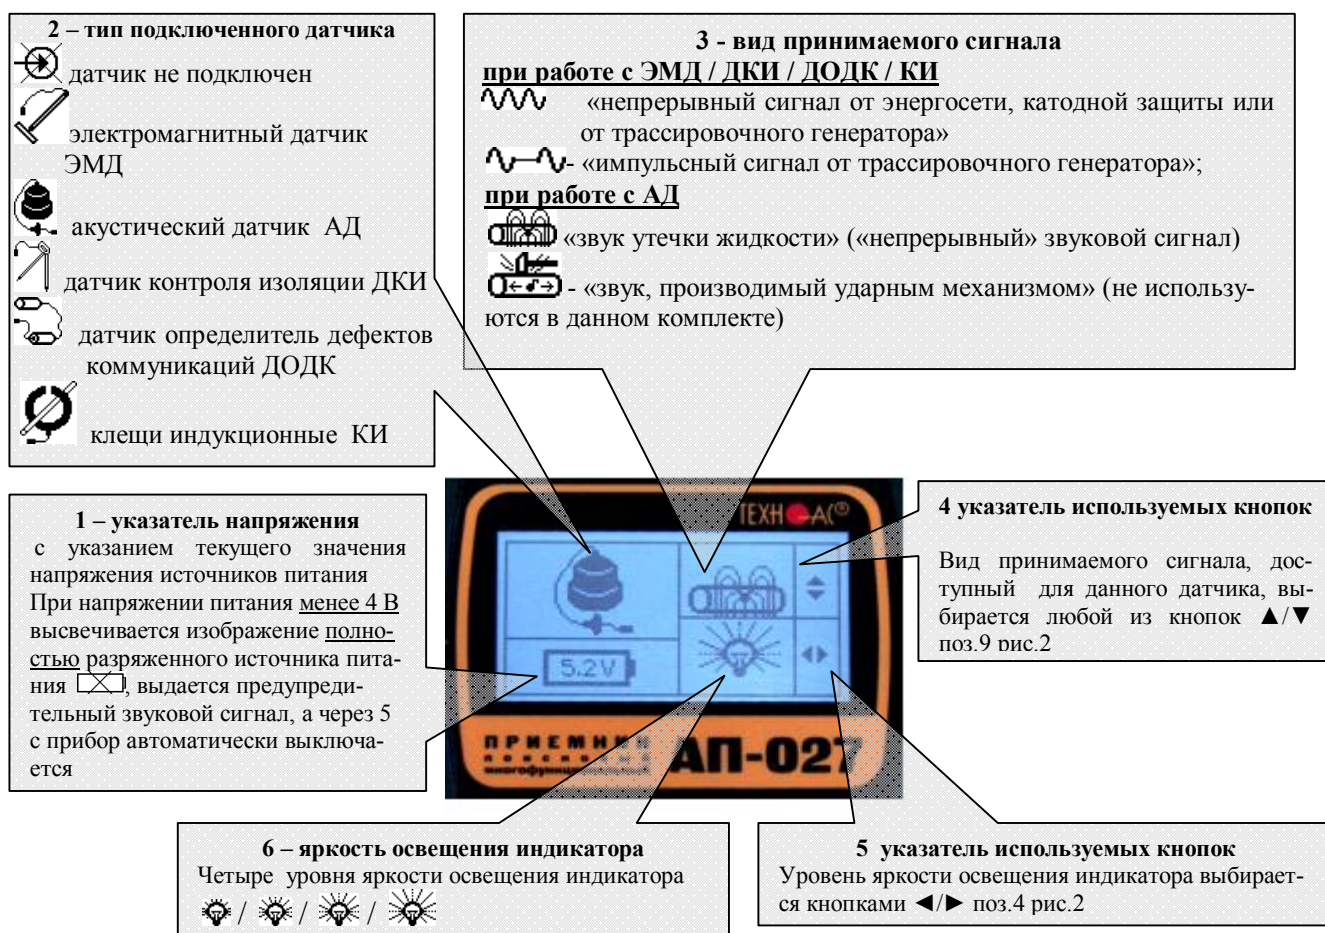 2 – тип подключенного датчика
датчик не подключен
электромагнитный датчик
ЭМД
акустический датчик АД
датчик контроля изоляции ДКИ
датчик определитель дефектов
коммуникаций ДОДК
клещи индукционные КИ
3 - вид принимаемого сигнала
при работе с ЭМД / ДКИ / ДОДК / КИ
«непрерывный сигнал от энергосети, катодной защиты или
от трассировочного генератора»
- «импульсный сигнал от трассировочного генератора»;
при работе с АД
«звук утечки жидкости» («непрерывный» звуковой сигнал)
- «звук, производимый ударным механизмом» (не использу-
ются в данном комплекте)
1 – указатель напряжения
с указанием текущего значения
напряжения источников питания
При напряжении питания менее 4 В
высвечивается изображение полно-
стью разряженного источника пита-
ния , выдается предупреди-
тельный звуковой сигнал, а через 5
с прибор автоматически выключа-
ется
ТЕХНО-АС®
5.2V
ПРИЕМНИК
поисковый
многофункциональный
АП-027
4 указатель используемых кнопок
Вид принимаемого сигнала, дос-
тупный для данного датчика, вы-
бирается любой из кнопок ▲/▼
поз.9 рис.2
6 – яркость освещения индикатора
Четыре уровня яркости освещения индикатора
/ / /
5 указатель используемых кнопок
Уровень яркости освещения индикатора выбирает-
ся кнопками ◄/► поз.4 рис.2